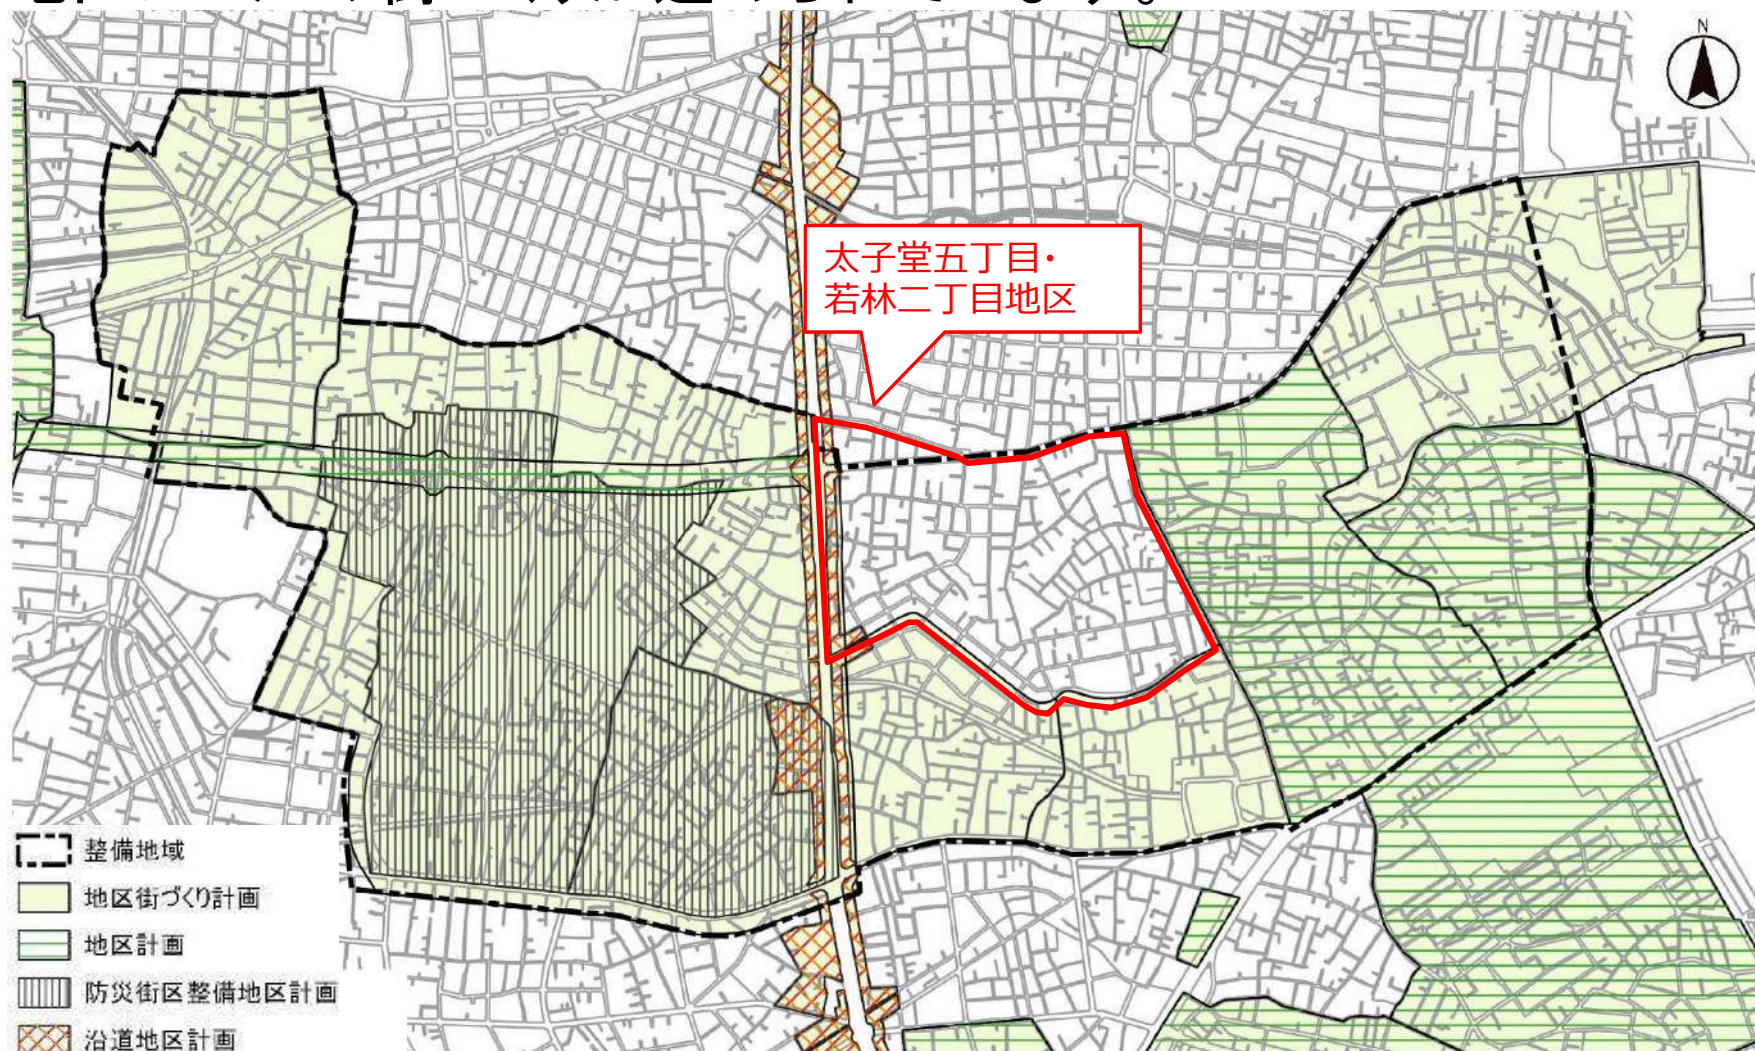 N
太子堂五丁目・
若林二丁目地区
整備地域
地区街づくり計画
地区計画
防災街区整備地区計画
沿道地区計画